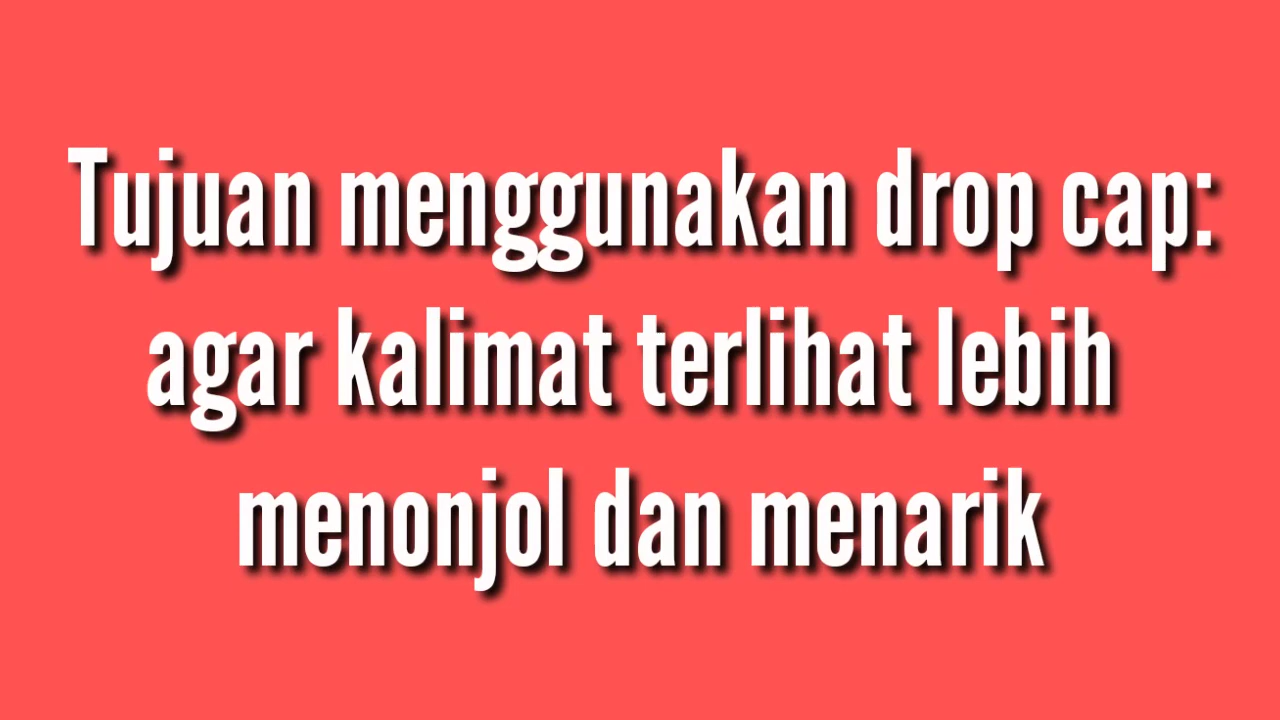 Tujuan menggunakan drop cap:
agar kalimat terlihat lebih
menonjol dan menarik